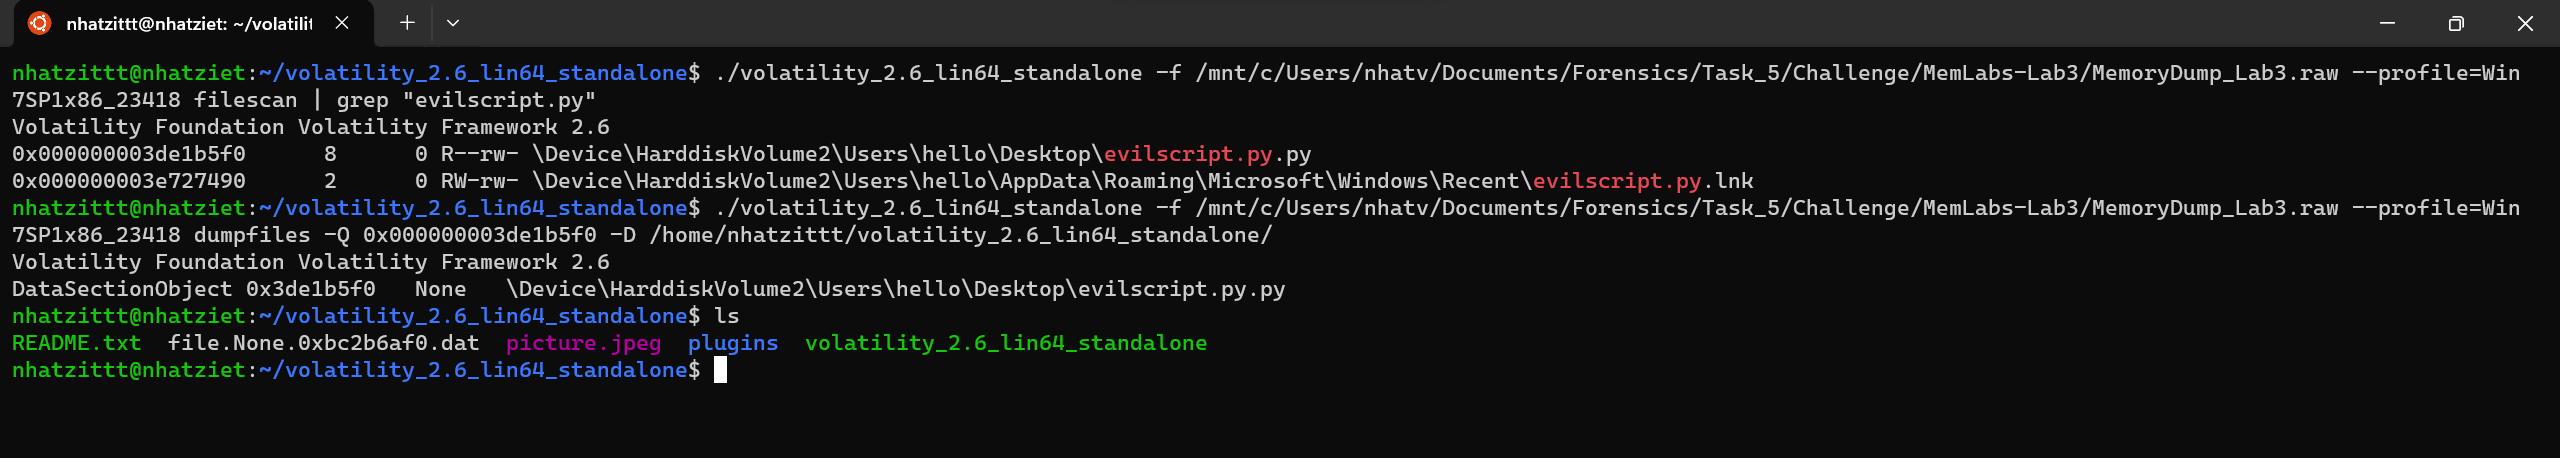 nhatzittt@nhatziet: ~/volatilit
nhatzittt@nhatziet:~/volatility_2.6_lin64_standalone$ ./volatility_2.6_lin64_standalone -f /mnt/c/Users/nhatv/Documents/Forensics/Task_5/Challenge/MemLabs-Lab3/MemoryDump_Lab3.raw --profile=Win
7SP1x86_23418 filescan | grep "evilscript.py"
Volatility Foundation Volatility Framework 2.6
0x000000003de1b5f0      8      0 R--rw- \Device\HarddiskVolume2\Users\hello\Desktop\evilscript.py.py
0x000000003e727490      2      0 RW-rw- \Device\HarddiskVolume2\Users\hello\AppData\Roaming\Microsoft\Windows\Recent\evilscript.py.lnk
nhatzittt@nhatziet:~/volatility_2.6_lin64_standalone$ ./volatility_2.6_lin64_standalone -f /mnt/c/Users/nhatv/Documents/Forensics/Task_5/Challenge/MemLabs-Lab3/MemoryDump_Lab3.raw --profile=Win
7SP1x86_23418 dumpfiles -Q 0x000000003de1b5f0 -D /home/nhatzittt/volatility_2.6_lin64_standalone/
Volatility Foundation Volatility Framework 2.6
DataSectionObject 0x3de1b5f0   None   \Device\HarddiskVolume2\Users\hello\Desktop\evilscript.py.py
nhatzittt@nhatziet:~/volatility_2.6_lin64_standalone$ ls
README.txt  file.None.0xbc2b6af0.dat  picture.jpeg  plugins  volatility_2.6_lin64_standalone
nhatzittt@nhatziet:~/volatility_2.6_lin64_standalone$